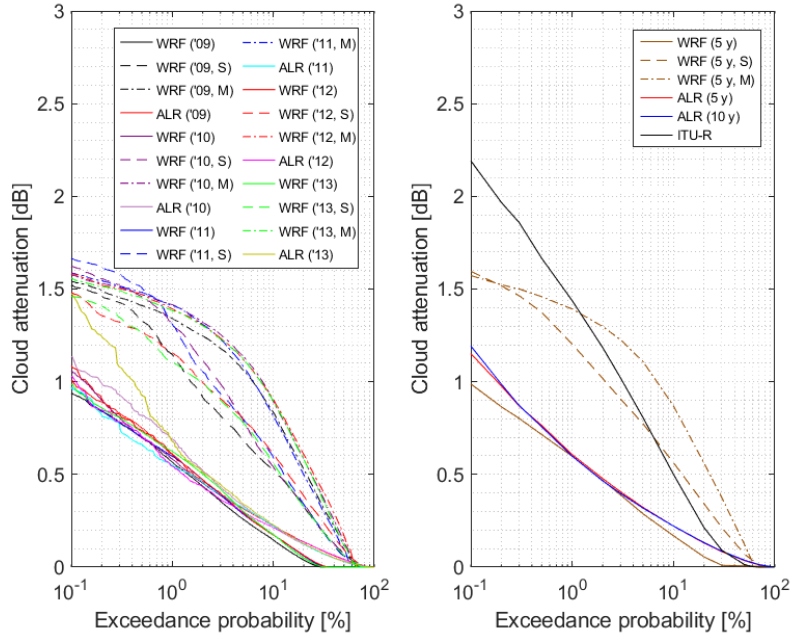 3
2.5
2
1.5
1
0.5
0
Cloud attenuation [dB]
WRF ('09)
WRF ('09, S)
WRF ('09, M)
ALR ('09)
WRF ('10)
WRF ('10, S)
WRF ('10, M)
ALR ('10)
WRF ('11)
WRF ('11, S)
WRF ('11, M)
ALR ('11)
WRF ('12)
WRF ('12, S)
WRF ('12, M)
ALR ('12)
WRF ('13)
WRF ('13, S)
WRF ('13, M)
ALR ('13)
10^-1
10^0
10^1
10^2
Exceedance probability [%]
3
2.5
2
1.5
1
0.5
0
Cloud attenuation [dB]
WRF (5 y)
WRF (5 y, S)
WRF (5 y, M)
ALR (5 y)
ALR (10 y)
ITU-R
10^-1
10^0
10^1
10^2
Exceedance probability [%]